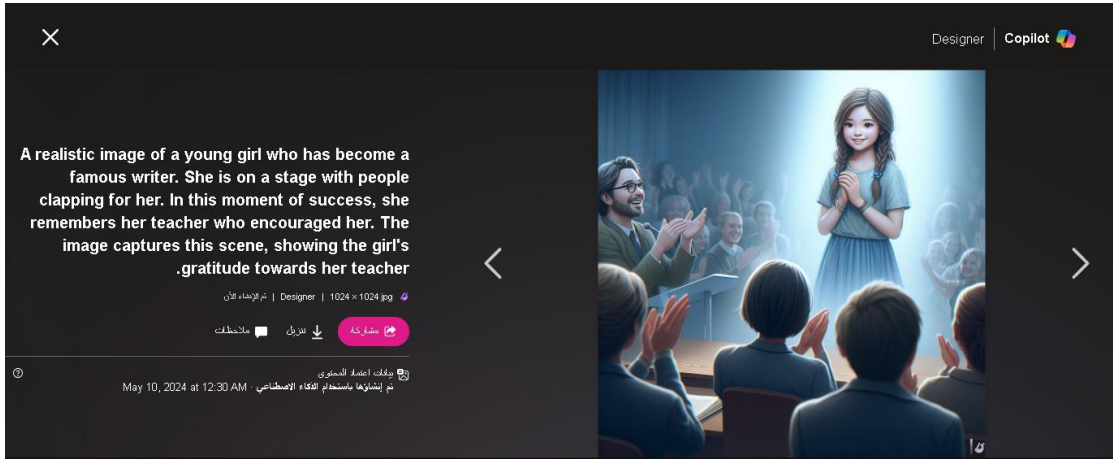 Designer | Copilot
A realistic image of a young girl who has become a
famous writer. She is on a stage with people
clapping for her. In this moment of success, she
remembers her teacher who encouraged her. The
image captures this scene, showing the girl's
.gratitude towards her teacher
تم الإنشاء الآن | Designer | 1024 × 1024 jpg
مشاركة تنزيل ملاحظات
بيانات اعتماد المحتوى
تم إنشاؤها باستخدام الذكاء الاصطناعي · May 10, 2024 at 12:30 AM